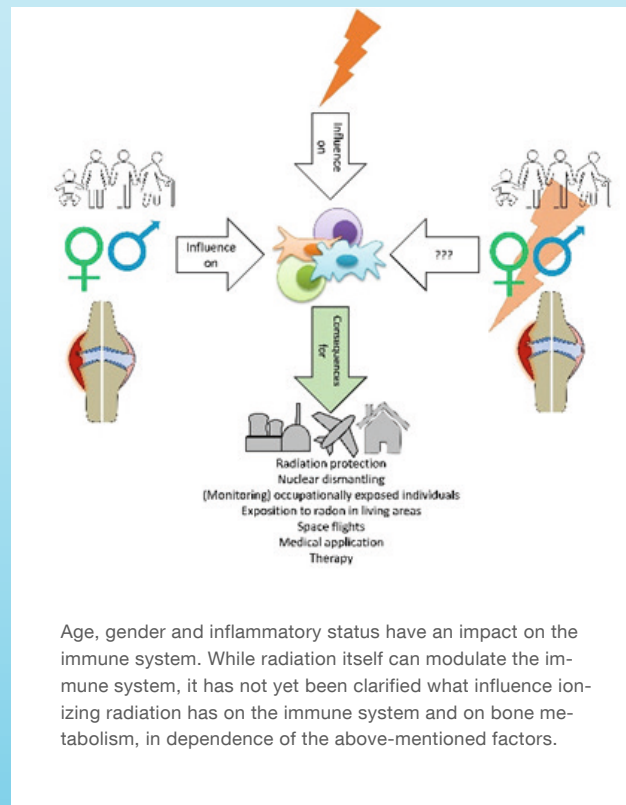 Influence
on
Influence
on
???
Consequences
for
Radiation protection
Nuclear dismantling
(Monitoring) occupationally exposed individuals
Exposition to radon in living areas
Space flights
Medical application
Therapy
Age, gender and inflammatory status have an impact on the
immune system. While radiation itself can modulate the im-
mune system, it has not yet been clarified what influence ion-
izing radiation has on the immune system and on bone me-
tabolism, in dependence of the above-mentioned factors.